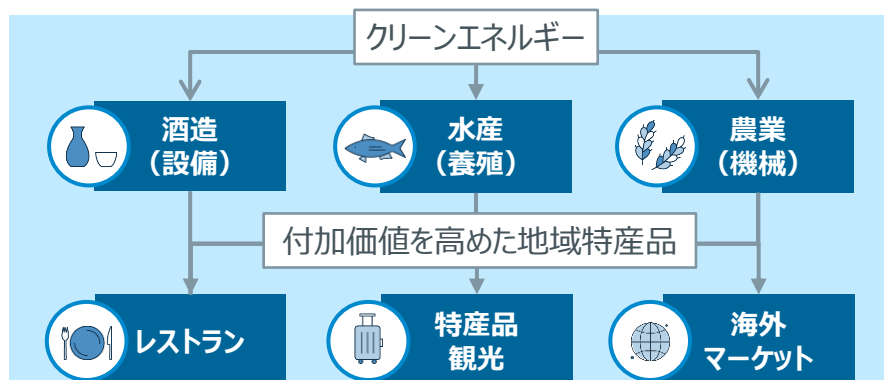 クリーンエネルギー
酒造
（設備）
水産
（養殖）
農業
（機械）
付加価値を高めた地域特産品
レストラン
特産品
観光
海外
マーケット